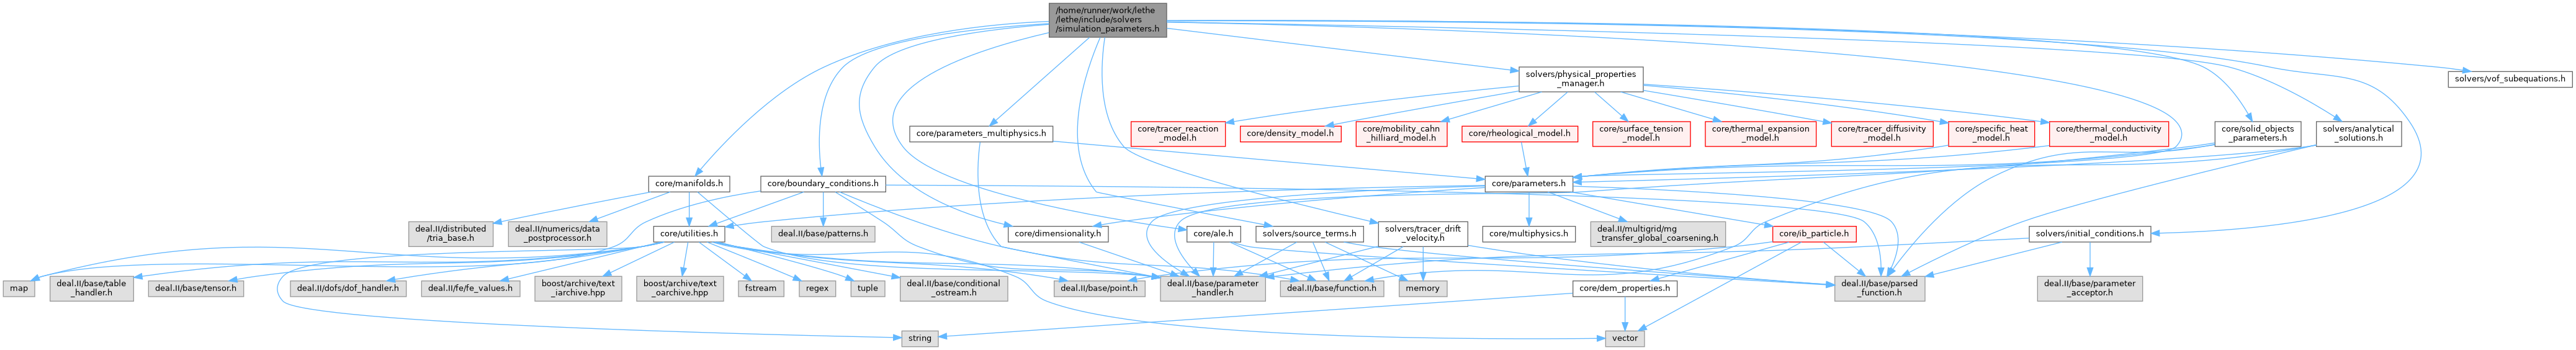 /home/runner/work/lethe
/lethe/include/solvers
/simulation_parameters.h
solvers/physical_properties
_manager.h
solvers/vof_subequations.h
core/parameters_multiphysics.h
core/tracer_reaction
_model.h
core/density_model.h
core/mobility_cahn
_hilliard_model.h
core/rheological_model.h
core/surface_tension
_model.h
core/thermal_expansion
_model.h
core/tracer_diffusivity
_model.h
core/specific_heat
_model.h
core/thermal_conductivity
_model.h
core/solid_objects
_parameters.h
solvers/analytical
_solutions.h
core/manifolds.h
core/boundary_conditions.h
core/parameters.h
deal.II/distributed
/tria_base.h
deal.II/numerics/data
_postprocessor.h
core/utilities.h
deal.II/base/patterns.h
core/dimensionality.h
core/ale.h
solvers/source_terms.h
solvers/tracer_drift
_velocity.h
core/multiphysics.h
deal.II/multigrid/mg
_transfer_global_coarsening.h
core/ib_particle.h
solvers/initial_conditions.h
map
deal.II/base/table
_handler.h
deal.II/base/tensor.h
deal.II/dofs/dof_handler.h
deal.II/fe/fe_values.h
boost/archive/text
_iarchive.hpp
boost/archive/text
_oarchive.hpp
fstream
regex
tuple
deal.II/base/conditional
_ostream.h
deal.II/base/point.h
deal.II/base/parameter
_handler.h
deal.II/base/function.h
memory
core/dem_properties.h
deal.II/base/parsed
_function.h
deal.II/base/parameter
_acceptor.h
string
vector